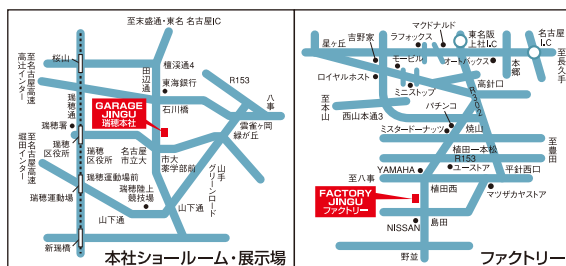 至末盛通・東名 名古屋IC
桜山
檀渓通4
至名古屋高速
高辻インター
田辺通
東海銀行
R153
八事
石川橋
瑞穂通
GARAGE
JINGU
瑞穂本社
雲雀ヶ岡
緑が丘
瑞穂署
瑞穂
区役所
瑞穂
区役所
名古屋
市立大
市大
薬学部前
至名古屋高速
堀田インター
瑞穂運動場前
山手
グリーンロード
瑞穂運動場
瑞穂陸上
競技場
山下通
山下通
新瑞橋
本社ショールーム・展示場
マクドナルド
ラフォックス
東名阪
上社I.C
名古屋
I.C
星ヶ丘
吉野家
モービル
オートバックス
本郷
至長久手
ロイヤルホスト
ミニストップ
高針口
R302
至本山
西山本通3
パチンコ
ミスタードーナッツ
焼山
至豊田
植田一本松
R153
ユーストア
平針西口
YAMAHA
至八事
植田西
マツザカヤストア
FACTORY
JINGU
ファクトリー
島田
NISSAN
野並
ファクトリー